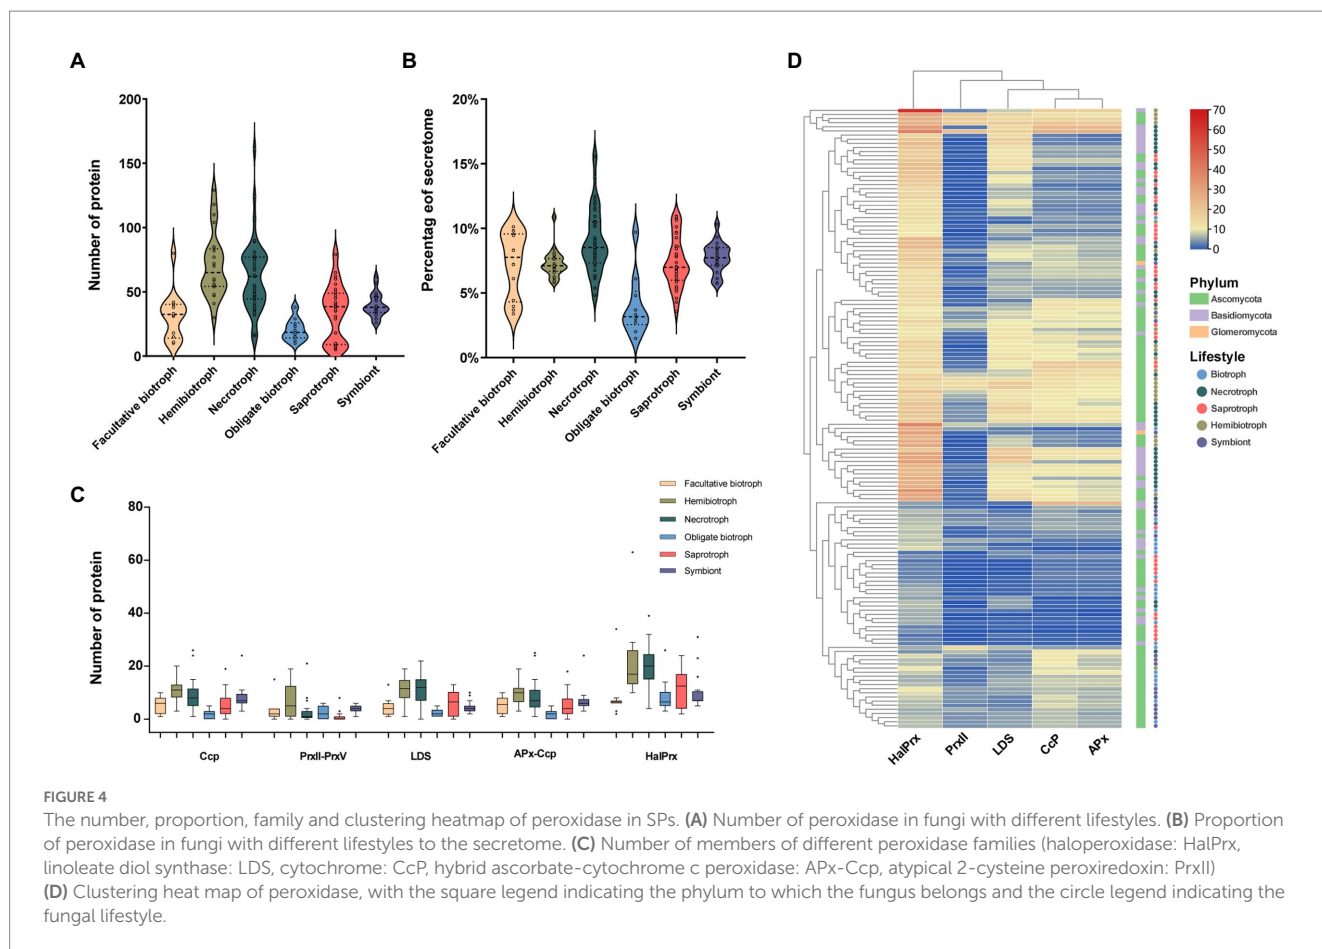 A
Number of protein
200
150
100
50
0
Facultative biotroph
Hemibiotroph
Necrotroph
Obligate biotroph
Saprotroph
Symbiont
B
Percentag eof secretome
20%
15%
10%
5%
0%
Facultative biotroph
Hemibiotroph
Necrotroph
Obligate biotroph
Saprotroph
Symbiont
C
Number of protein
80
60
40
20
0
Facultative biotroph
Hemibiotroph
Necrotroph
Obligate biotroph
Saprotroph
Symbiont
Ccp
PrxII-PrxV
LDS
APx-Ccp
HalPrx
D
70
60
50
40
30
20
10
0
Phylum
Ascomycota
Basidiomycota
Glomeromycota
Lifestyle
Biotroph
Necrotroph
Saprotroph
Hemibiotroph
Symbiont
HalPrx
PrxII
LDS
CcP
APx
FIGURE 4
The number, proportion, family and clustering heatmap of peroxidase in SPs. (A) Number of peroxidase in fungi with different lifestyles. (B) Proportion
of peroxidase in fungi with different lifestyles to the secretome. (C) Number of members of different peroxidase families (haloperoxidase: HalPrx,
linoleate diol synthase: LDS, cytochrome: CcP, hybrid ascorbate-cytochrome c peroxidase: APx-Ccp, atypical 2-cysteine peroxiredoxin: PrxII)
(D) Clustering heat map of peroxidase, with the square legend indicating the phylum to which the fungus belongs and the circle legend indicating the
fungal lifestyle.